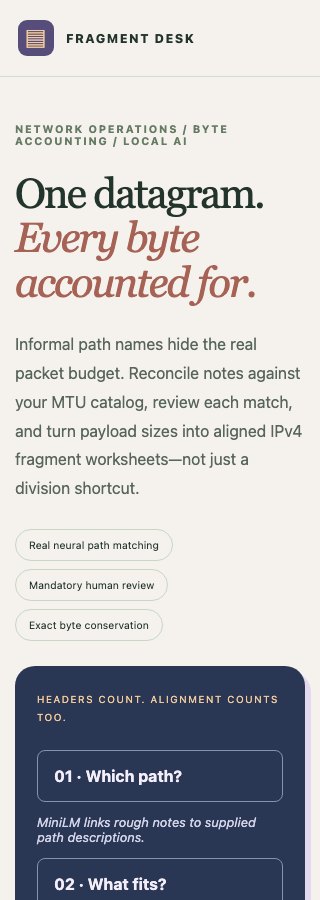 FRAGMENT DESK
NETWORK OPERATIONS / BYTE
ACCOUNTING / LOCAL AI
One datagram.
Every byte
accounted for.
Informal path names hide the real
packet budget. Reconcile notes against
your MTU catalog, review each match,
and turn payload sizes into aligned IPv4
fragment worksheets—not just a
division shortcut.
Real neural path matching
Mandatory human review
Exact byte conservation
HEADERS COUNT. ALIGNMENT COUNTS
TOO.
01 · Which path?
MiniLM links rough notes to supplied
path descriptions.
02 · What fits?